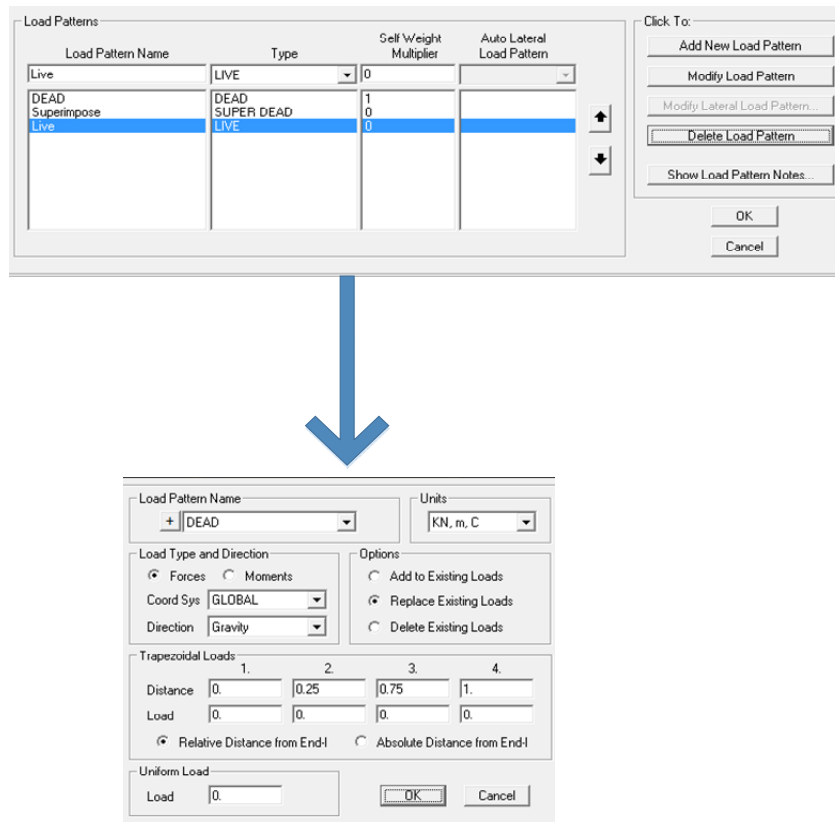 Load Patterns
Click To:
Load Pattern Name Type Self Weight Multiplier Auto Lateral Load Pattern
Live LIVE 0
DEAD DEAD 1
Superimpose SUPER DEAD 0
Live LIVE 0
Add New Load Pattern
Modify Load Pattern
Modify Lateral Load Pattern...
Delete Load Pattern
Show Load Pattern Notes...
OK
Cancel
Load Pattern Name
+ DEAD
Units
KN, m, C
Load Type and Direction
Forces Moments
Coord Sys GLOBAL
Direction Gravity
Options
Add to Existing Loads
Replace Existing Loads
Delete Existing Loads
Trapezoidal Loads
1. 2. 3. 4.
Distance 0. 0.25 0.75 1.
Load 0. 0. 0. 0.
Relative Distance from End-I Absolute Distance from End-I
Uniform Load
Load 0.
OK Cancel